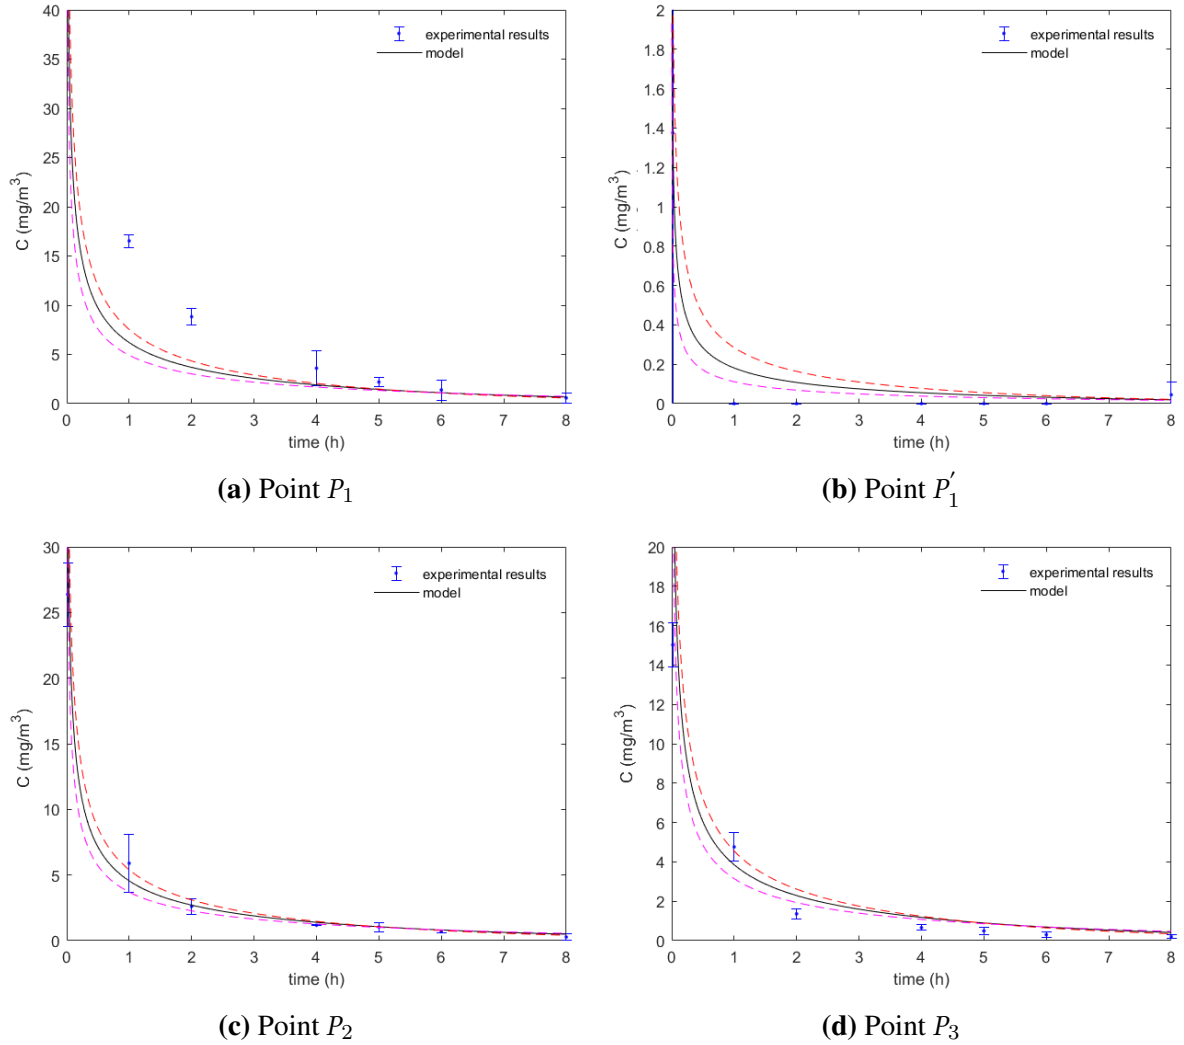 40
35
30
25
20
15
10
5
0
C (mg/m3)
0 1 2 3 4 5 6 7 8
time (h)
experimental results
model
(a) Point P1
2
1.8
1.6
1.4
1.2
1
0.8
0.6
0.4
0.2
0
C (mg/m3)
0 1 2 3 4 5 6 7 8
time (h)
experimental results
model
(b) Point P1′
30
25
20
15
10
5
0
C (mg/m3)
0 1 2 3 4 5 6 7 8
time (h)
experimental results
model
(c) Point P2
20
18
16
14
12
10
8
6
4
2
0
C (mg/m3)
0 1 2 3 4 5 6 7 8
time (h)
experimental results
model
(d) Point P3